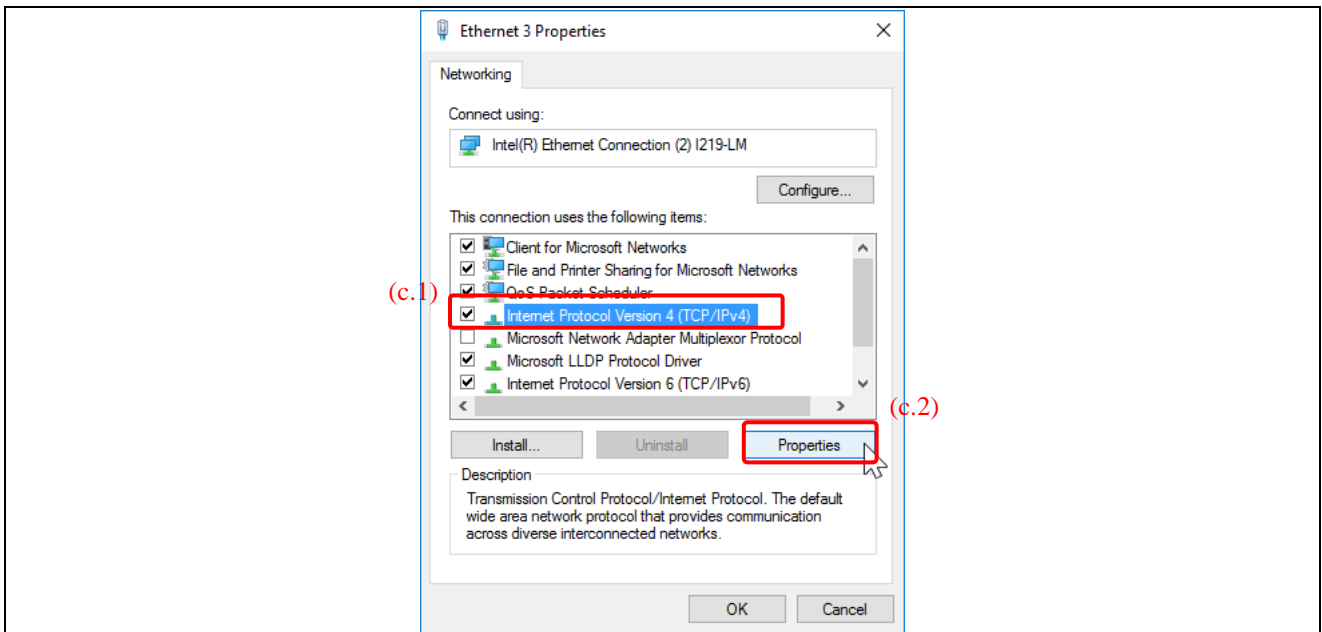 Ethernet 3 Properties
Networking
Connect using:
Intel(R) Ethernet Connection (2) I219-LM
Configure...
This connection uses the following items:
Client for Microsoft Networks
File and Printer Sharing for Microsoft Networks
(c.1)
QoS Packet Scheduler
Internet Protocol Version 4 (TCP/IPv4)
Microsoft Network Adapter Multiplexor Protocol
Microsoft LLDP Protocol Driver
Internet Protocol Version 6 (TCP/IPv6)
(c.2)
Install...
Uninstall
Properties
Description
Transmission Control Protocol/Internet Protocol. The default
wide area network protocol that provides communication
across diverse interconnected networks.
OK
Cancel